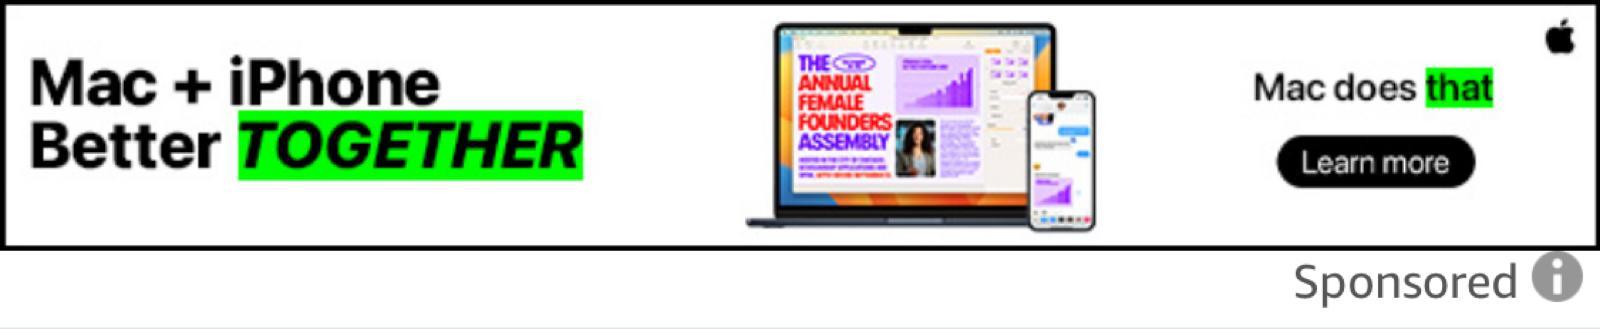 Mac + iPhone
Better TOGETHER
THE
ANNUAL
FEMALE
FOUNDERS
ASSEMBLY
Mac does that
Learn more
Sponsored